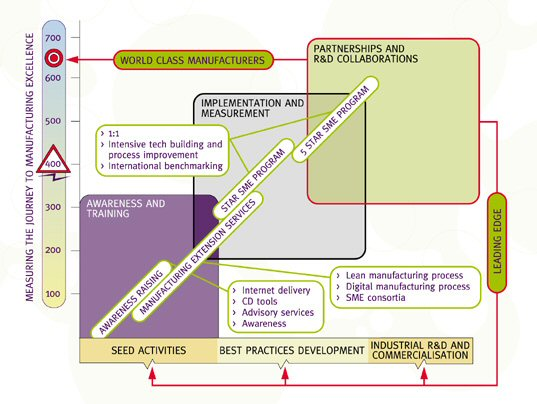 MEASURING THE JOURNEY TO MANUFACTURING EXCELLENCE
700
600
500
400
300
200
100
WORLD CLASS MANUFACTURERS
PARTNERSHIPS AND
R&D COLLABORATIONS
IMPLEMENTATION AND
MEASUREMENT
› 1:1
› Intensive tech building and
process improvement
› International benchmarking
5 STAR SME PROGRAM
STAR SME PROGRAM
AWARENESS AND
TRAINING
MANUFACTURING EXTENSION SERVICES
AWARENESS RAISING
› Internet delivery
› CD tools
› Advisory services
› Awareness
› Lean manufacturing process
› Digital manufacturing process
› SME consortia
LEADING EDGE
SEED ACTIVITIES
BEST PRACTICES DEVELOPMENT
INDUSTRIAL R&D AND
COMMERCIALISATION